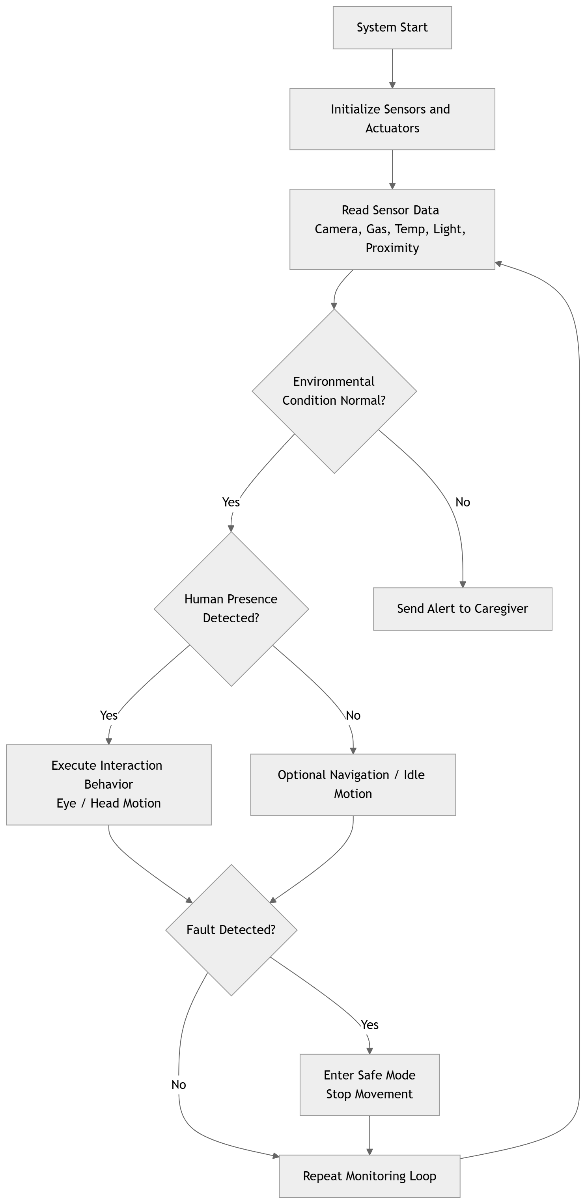 System Start
Initialize Sensors and
Actuators
Read Sensor Data
Camera, Gas, Temp, Light,
Proximity
Environmental
Condition Normal?
Yes
No
Human Presence
Detected?
Send Alert to Caregiver
Yes
No
Execute Interaction
Behavior
Eye / Head Motion
Optional Navigation / Idle
Motion
Fault Detected?
Yes
Enter Safe Mode
Stop Movement
No
Repeat Monitoring Loop